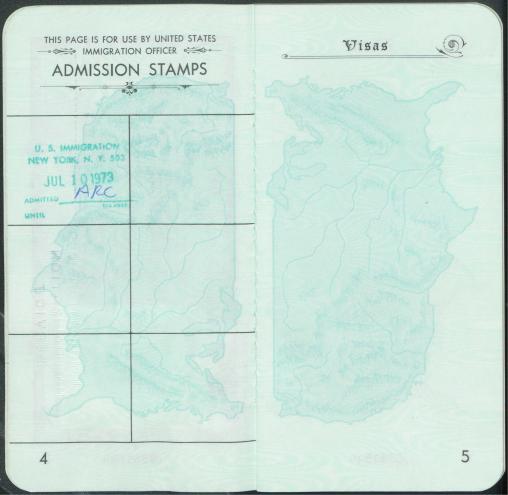 THIS PAGE IS FOR USE BY UNITED STATES
IMMIGRATION OFFICER
ADMISSION STAMPS
U. S. IMMIGRATION
NEW YORK, N. Y. 503
JUL 10 1973
ADMITTED ARC
UNTIL
4
Visas
5